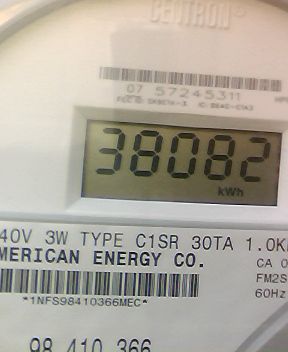 CENTRON®
07 57245311
38082
kWh
40V 3W TYPE C1SR 30TA 1.0K
MERICAN ENERGY CO.
CA 0
FM2S
*1NFS98410366MEC*
60Hz
98 410 366